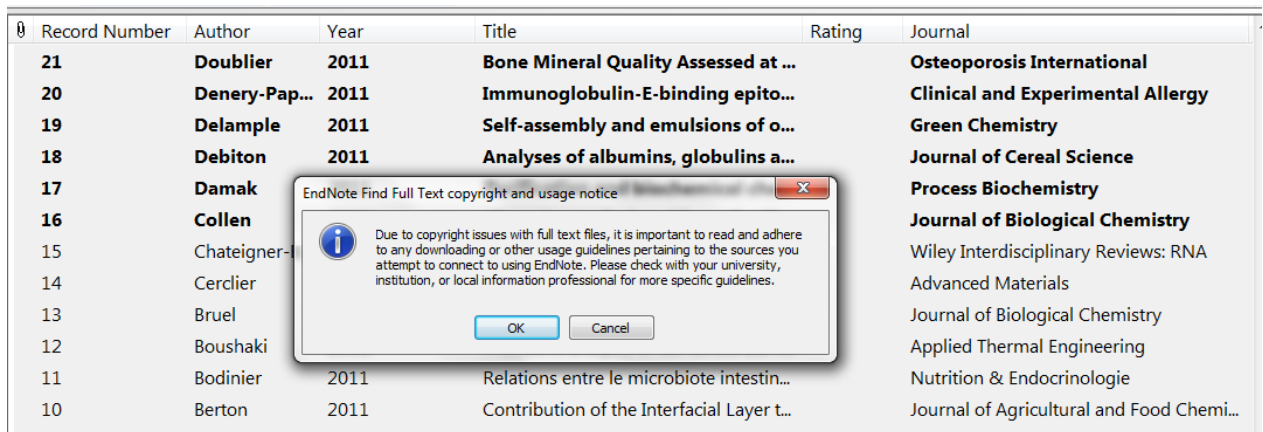 Record Number Author Year Title Rating Journal
21 Doublier 2011 Bone Mineral Quality Assessed at ... Osteoporosis International
20 Denery-Pap... 2011 Immunoglobulin-E-binding epito... Clinical and Experimental Allergy
19 Delample 2011 Self-assembly and emulsions of o... Green Chemistry
18 Debiton 2011 Analyses of albumins, globulins a... Journal of Cereal Science
17 Damak Process Biochemistry
EndNote Find Full Text copyright and usage notice
16 Collen Journal of Biological Chemistry
Due to copyright issues with full text files, it is important to read and adhere
to any downloading or other usage guidelines pertaining to the sources you
attempt to connect to using EndNote. Please check with your university,
institution, or local information professional for more specific guidelines.
OK Cancel
15 Wiley Interdisciplinary Reviews: RNA
14 Cerclier Advanced Materials
13 Bruel Journal of Biological Chemistry
12 Boushaki Applied Thermal Engineering
11 Bodinier 2011 Relations entre le microbiote intestin... Nutrition & Endocrinologie
10 Berton 2011 Contribution of the Interfacial Layer t... Journal of Agricultural and Food Chemi...